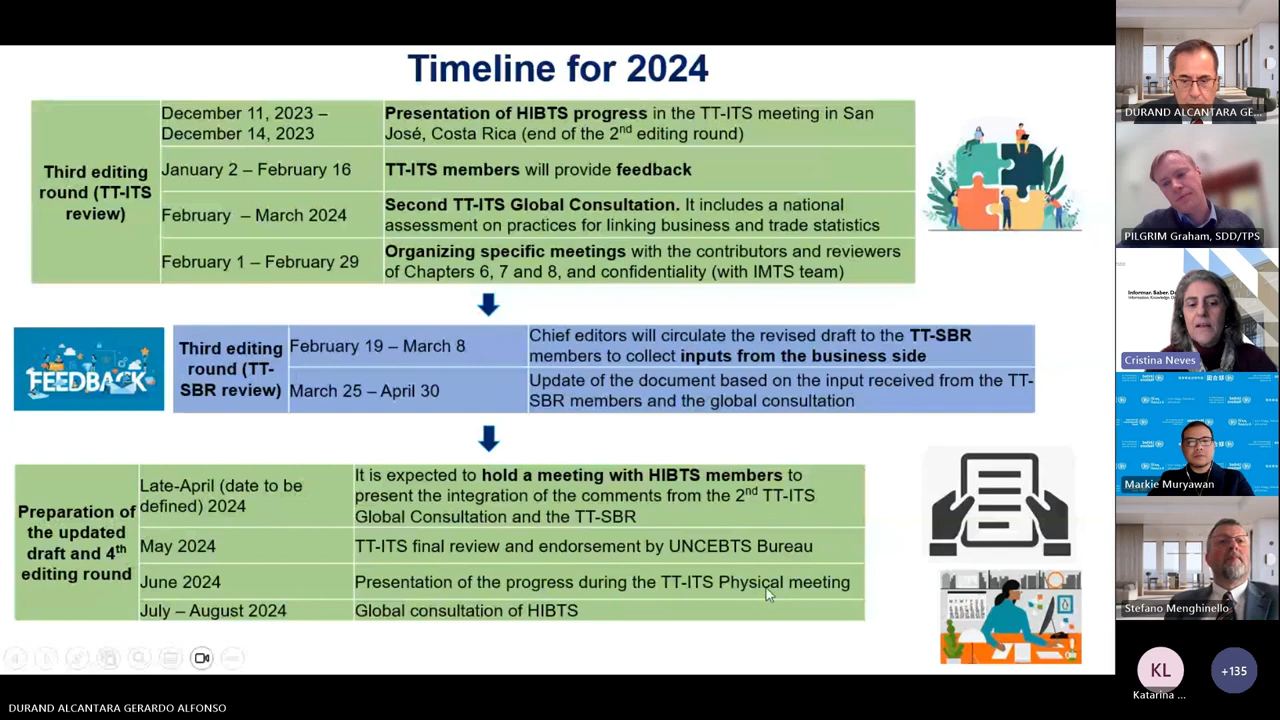 Timeline for 2024
Third editing
round (TT-ITS
review)
December 11, 2023 –
December 14, 2023
Presentation of HIBTS progress in the TT-ITS meeting in San
José, Costa Rica (end of the 2nd editing round)
January 2 – February 16
TT-ITS members will provide feedback
February – March 2024
Second TT-ITS Global Consultation. It includes a national
assessment on practices for linking business and trade statistics
February 1 – February 29
Organizing specific meetings with the contributors and reviewers
of Chapters 6, 7 and 8, and confidentiality (with IMTS team)
FEEDBACK
Third editing
round (TT-
SBR review)
February 19 – March 8
Chief editors will circulate the revised draft to the TT-SBR
members to collect inputs from the business side
March 25 – April 30
Update of the document based on the input received from the TT-
SBR members and the global consultation
Preparation of
the updated
draft and 4th
editing round
Late-April (date to be
defined) 2024
It is expected to hold a meeting with HIBTS members to
present the integration of the comments from the 2nd TT-ITS
Global Consultation and the TT-SBR
May 2024
TT-ITS final review and endorsement by UNCEBTS Bureau
June 2024
Presentation of the progress during the TT-ITS Physical meeting
July – August 2024
Global consultation of HIBTS
DURAND ALCANTARA GE...
PILGRIM Graham, SDD/TPS
Informar. Saber. D
Cristina Neves
Markie Muryawan
Stefano Menghinello
KL
Katarina ...
+135
DURAND ALCANTARA GERARDO ALFONSO